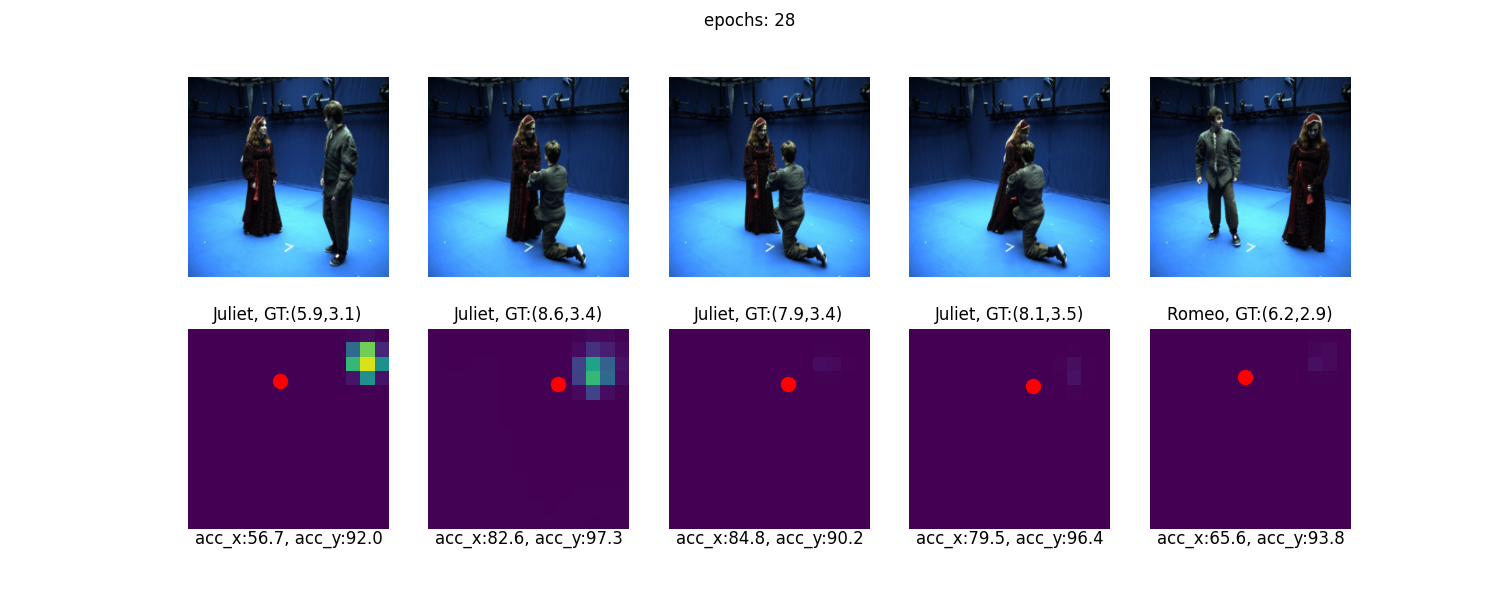 epochs: 28
Juliet, GT:(5.9,3.1)
Juliet, GT:(8.6,3.4)
Juliet, GT:(7.9,3.4)
Juliet, GT:(8.1,3.5)
Romeo, GT:(6.2,2.9)
acc_x:56.7, acc_y:92.0
acc_x:82.6, acc_y:97.3
acc_x:84.8, acc_y:90.2
acc_x:79.5, acc_y:96.4
acc_x:65.6, acc_y:93.8